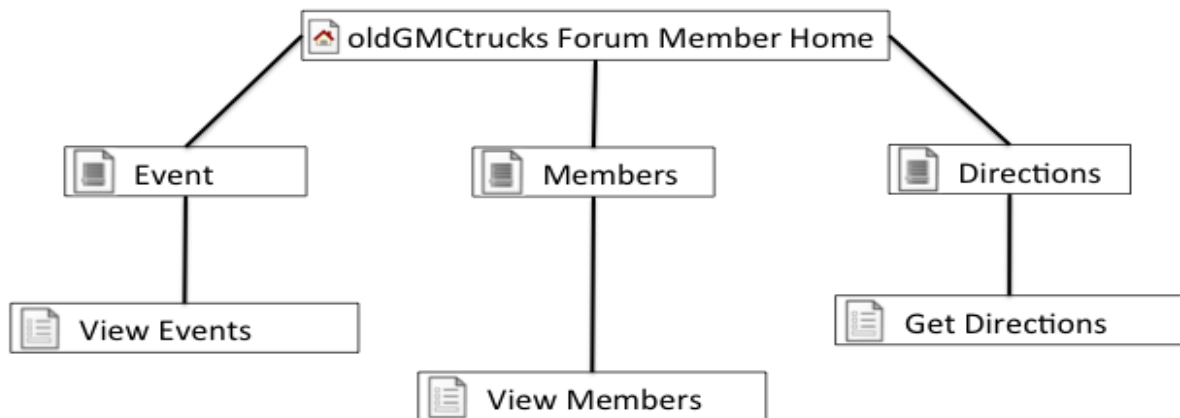 oldGMCtrucks Forum Member Home
Event
Members
Directions
View Events
Get Directions
View Members